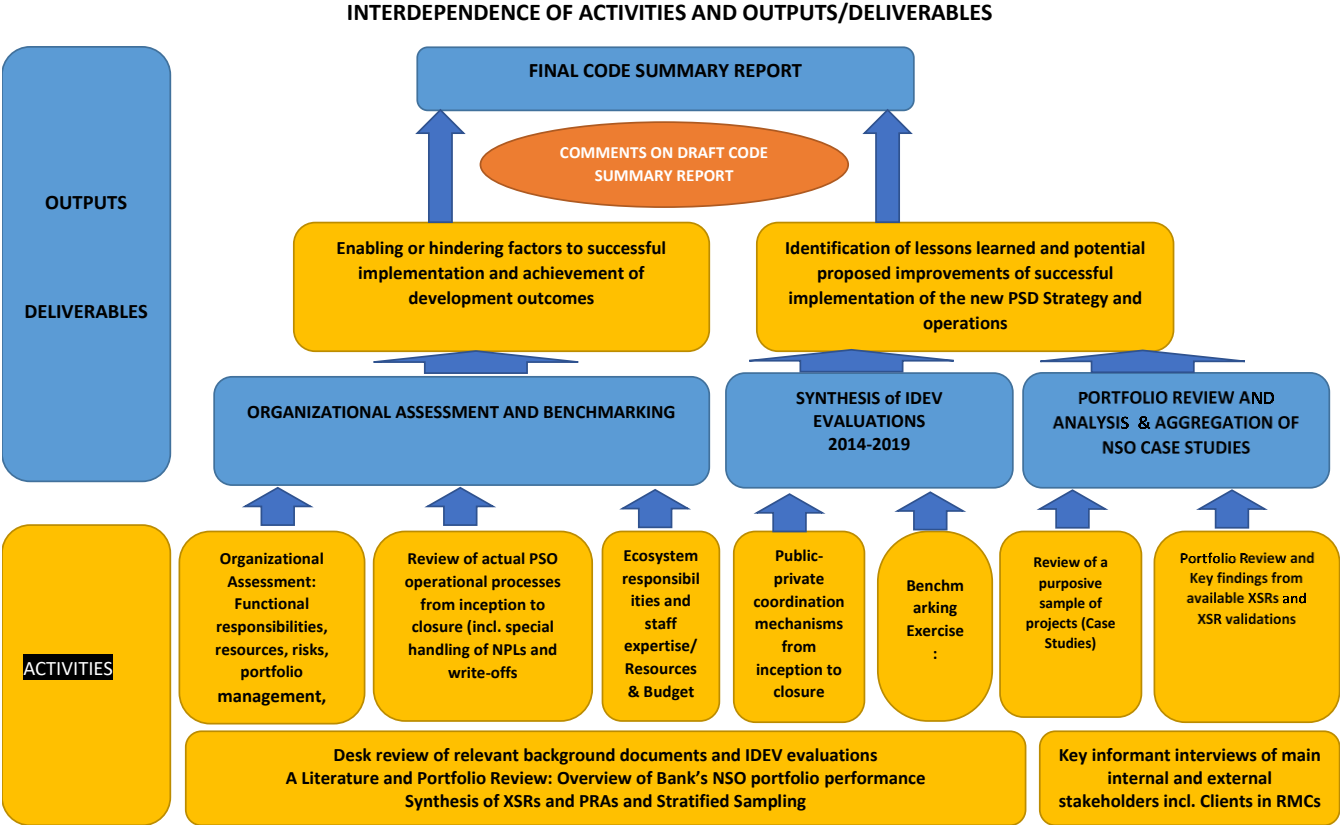 INTERDEPENDENCE OF ACTIVITIES AND OUTPUTS/DELIVERABLES
FINAL CODE SUMMARY REPORT
COMMENTS ON DRAFT CODE
SUMMARY REPORT
OUTPUTS
DELIVERABLES
Enabling or hindering factors to successful
implementation and achievement of
development outcomes
Identification of lessons learned and potential
proposed improvements of successful
implementation of the new PSD Strategy and
operations
ORGANIZATIONAL ASSESSMENT AND BENCHMARKING
SYNTHESIS of IDEV
EVALUATIONS
2014-2019
PORTFOLIO REVIEW AND
ANALYSIS & AGGREGATION OF
NSO CASE STUDIES
ACTIVITIES
Organizational
Assessment:
Functional
responsibilities,
resources, risks,
portfolio
management,
Review of actual PSO
operational processes
from inception to
closure (incl. special
handling of NPLs and
write-offs
Ecosystem
responsibil
ities and
staff
expertise/
Resources
& Budget
Public-
private
coordination
mechanisms
from
inception to
closure
Benchm
arking
Exercise
:
Review of a
purposive
sample of
projects (Case
Studies)
Portfolio Review and
Key findings from
available XSRs and
XSR validations
Desk review of relevant background documents and IDEV evaluations
A Literature and Portfolio Review: Overview of Bank's NSO portfolio performance
Synthesis of XSRs and PRAs and Stratified Sampling
Key informant interviews of main
internal and external
stakeholders incl. Clients in RMCs